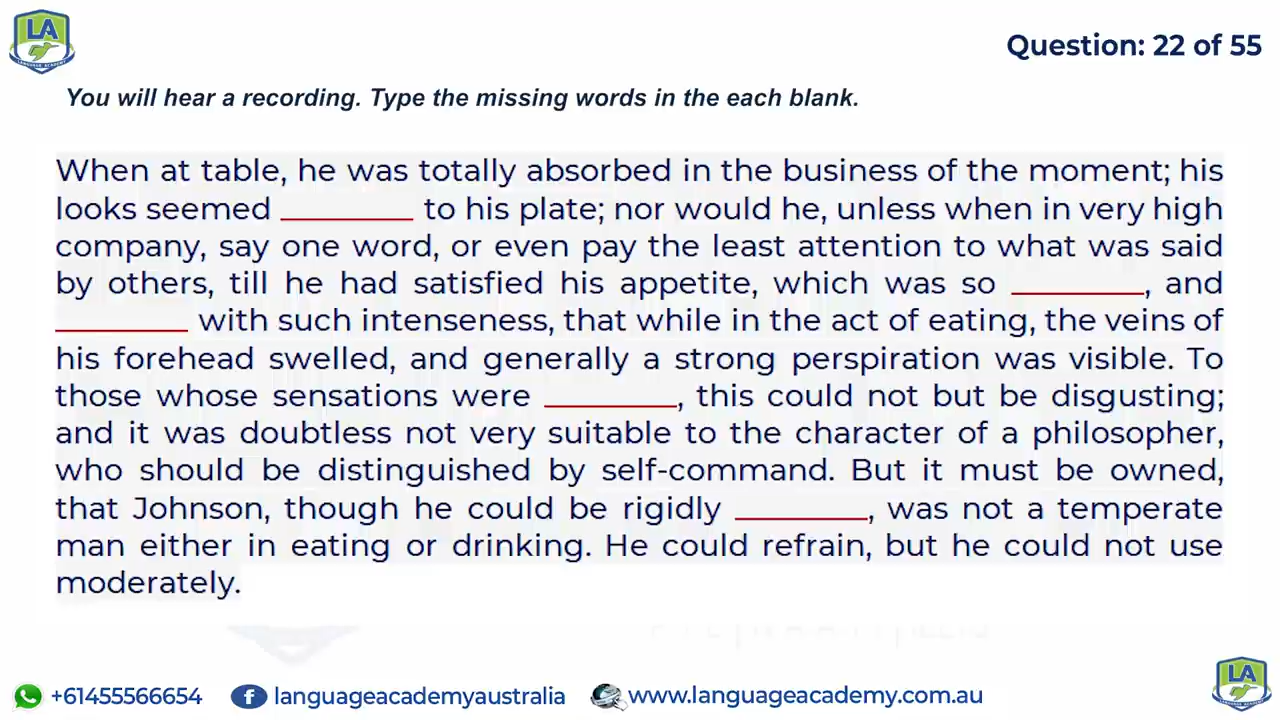 LA
LANGUAGE ACADEMY
Question: 22 of 55
You will hear a recording. Type the missing words in the each blank.
When at table, he was totally absorbed in the business of the moment; his
looks seemed ________ to his plate; nor would he, unless when in very high
company, say one word, or even pay the least attention to what was said
by others, till he had satisfied his appetite, which was so ________, and
________ with such intenseness, that while in the act of eating, the veins of
his forehead swelled, and generally a strong perspiration was visible. To
those whose sensations were ________, this could not but be disgusting;
and it was doubtless not very suitable to the character of a philosopher,
who should be distinguished by self-command. But it must be owned,
that Johnson, though he could be rigidly ________, was not a temperate
man either in eating or drinking. He could refrain, but he could not use
moderately.
+61455566654 languageacademyaustralia www.languageacademy.com.au
LA